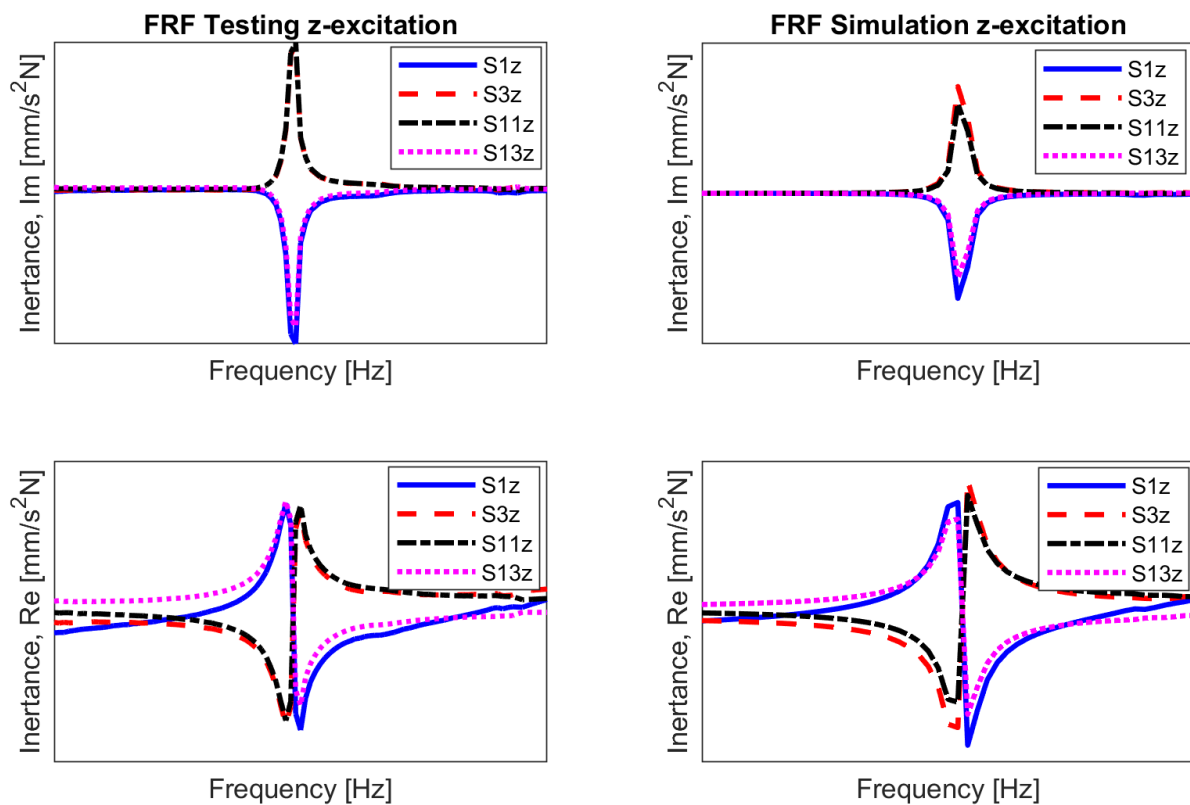 FRF Testing z-excitation
Inertance, Im [mm/s²N]
S1z
S3z
S11z
S13z
Frequency [Hz]
FRF Simulation z-excitation
Inertance, Im [mm/s²N]
S1z
S3z
S11z
S13z
Frequency [Hz]
Inertance, Re [mm/s²N]
S1z
S3z
S11z
S13z
Frequency [Hz]
Inertance, Re [mm/s²N]
S1z
S3z
S11z
S13z
Frequency [Hz]